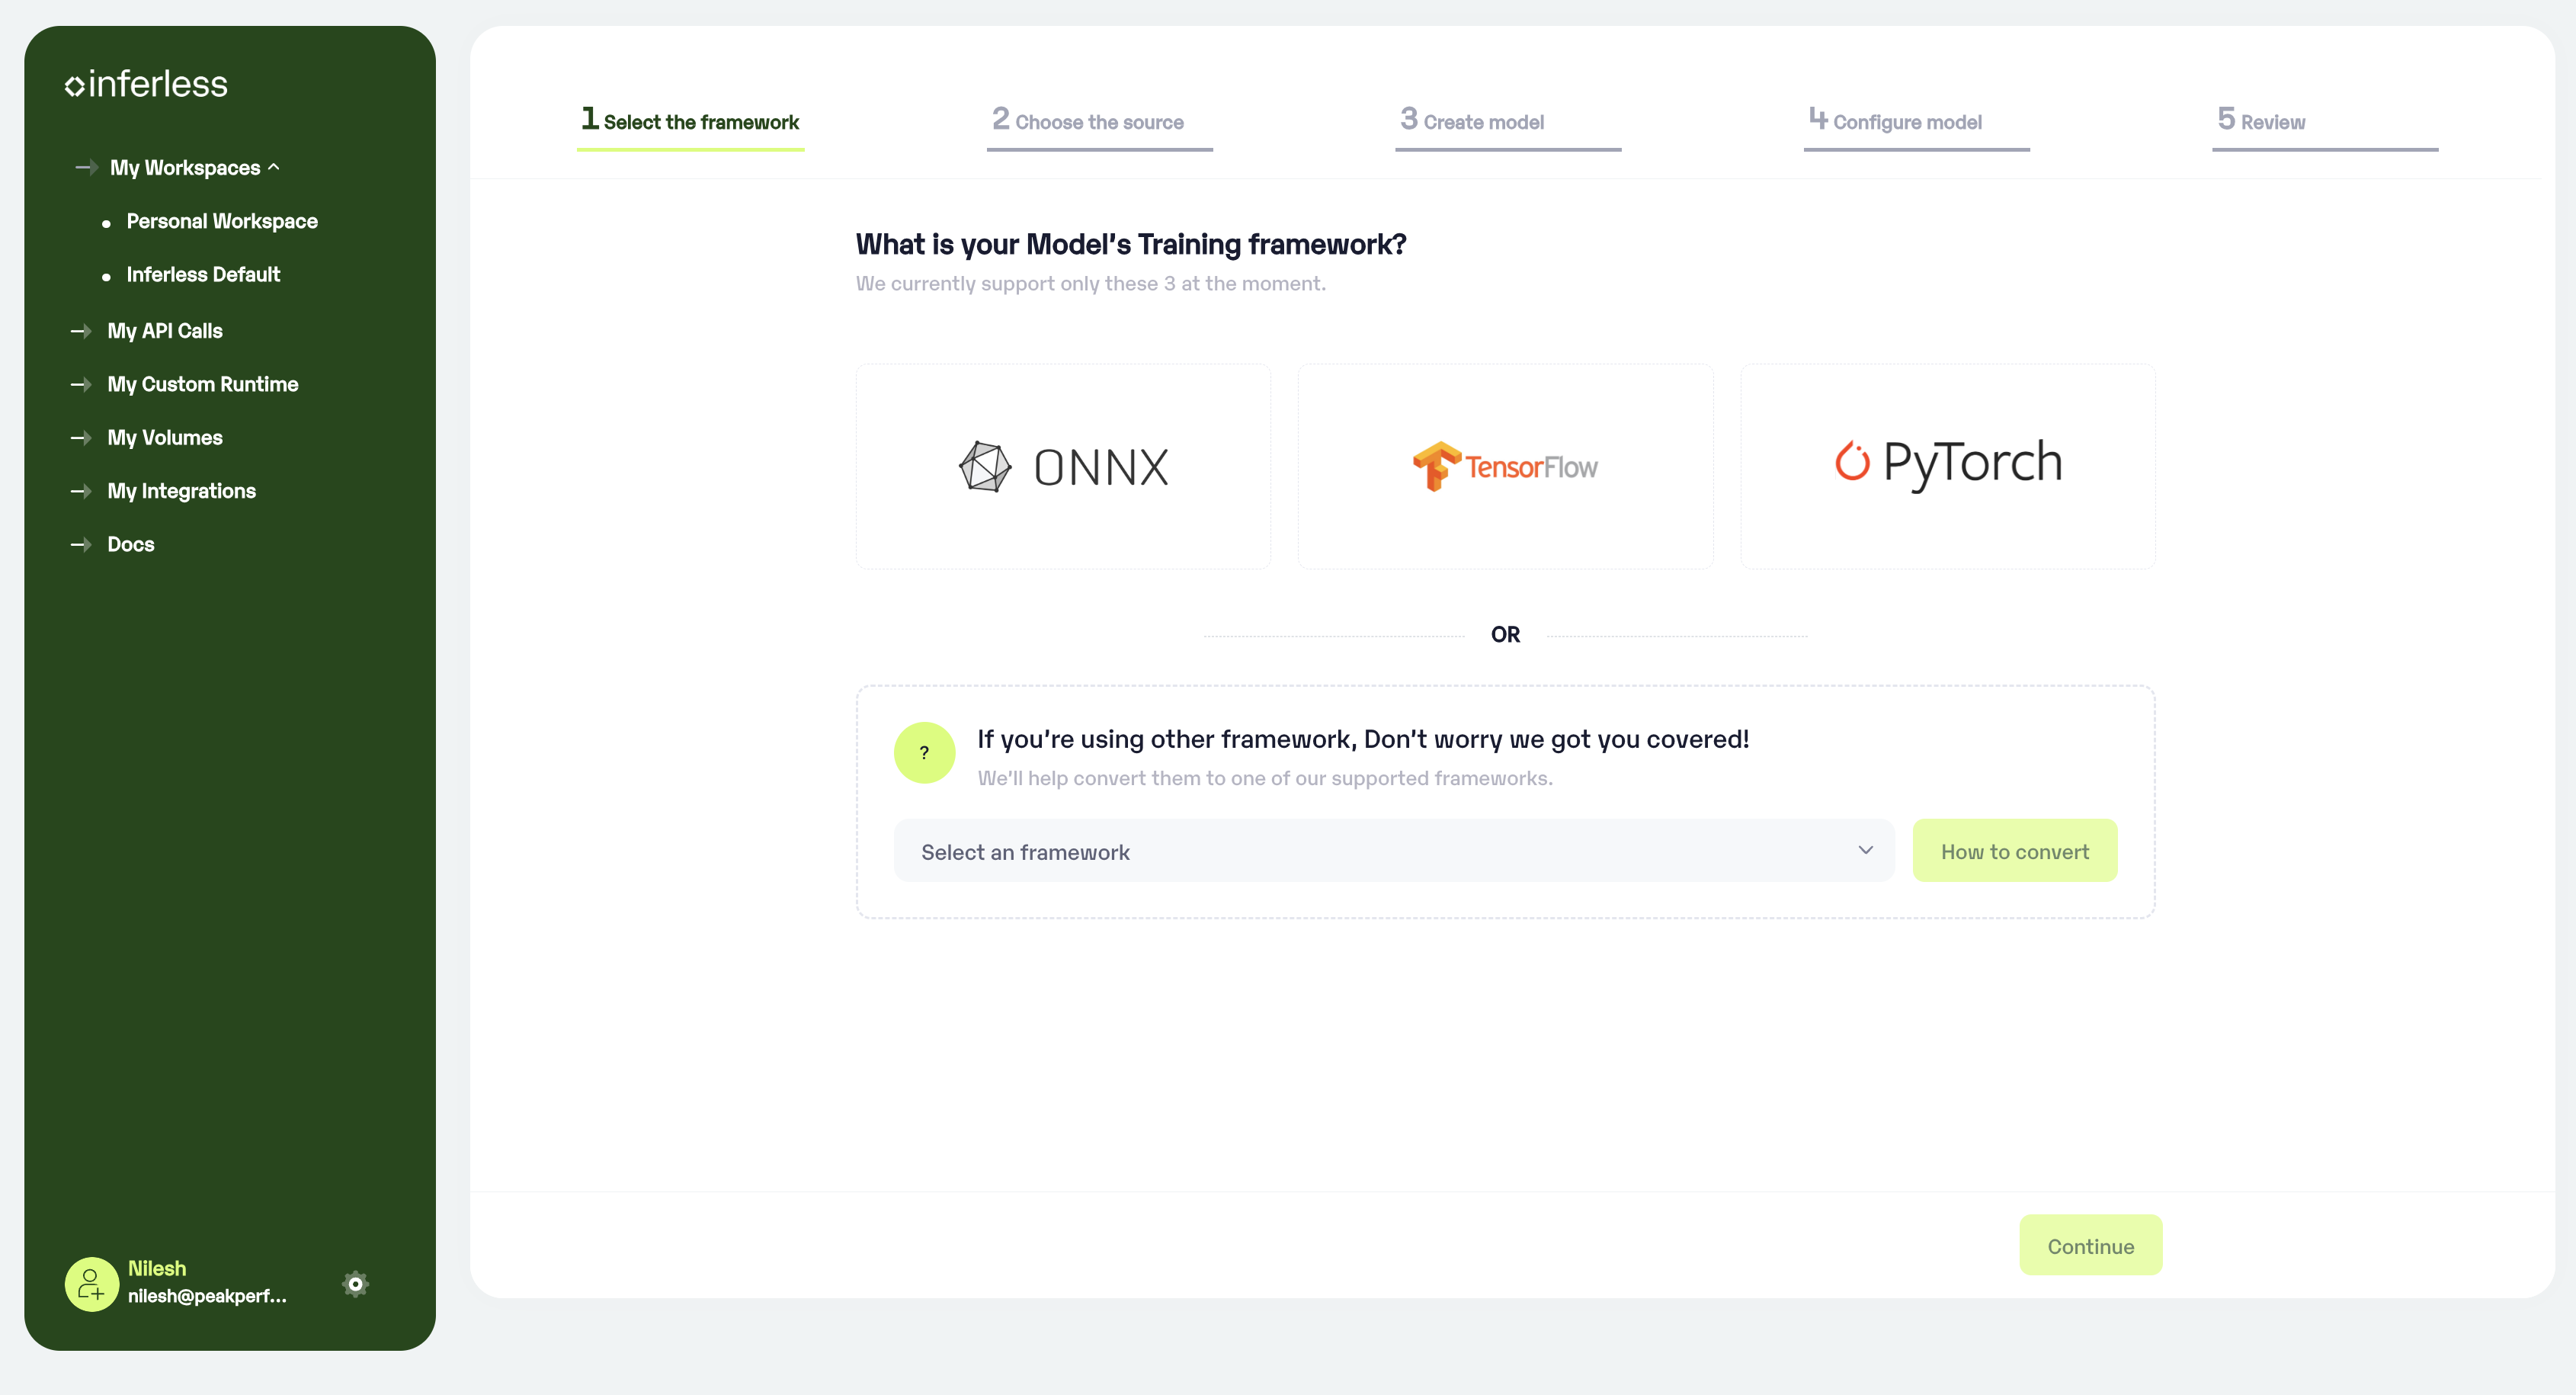 inferless
My Workspaces
Personal Workspace
Inferless Default
My API Calls
My Custom Runtime
My Volumes
My Integrations
Docs
Nilesh
nilesh@peakperf...
1 Select the framework
2 Choose the source
3 Create model
4 Configure model
5 Review
What is your Model’s Training framework?
We currently support only these 3 at the moment.
ONNX
TensorFlow
PyTorch
OR
?
If you’re using other framework, Don’t worry we got you covered!
We’ll help convert them to one of our supported frameworks.
Select an framework
How to convert
Continue